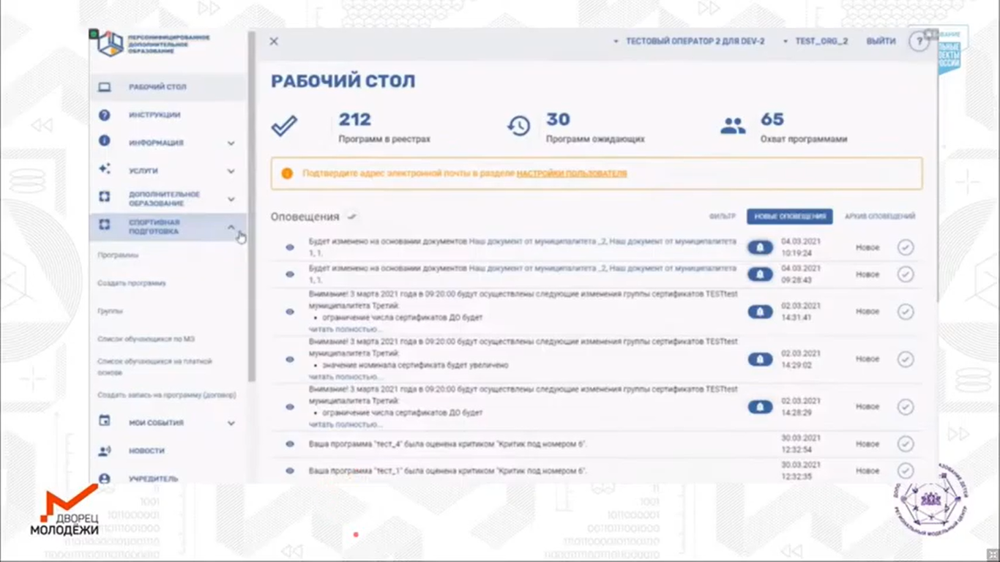 ПЕРСОНИФИЦИРОВАННОЕ
ДОПОЛНИТЕЛЬНОЕ
ОБРАЗОВАНИЕ
ТЕСТОВЫЙ ОПЕРАТОР 2 ДЛЯ DEV-2
TEST_ORG_2
ВЫЙТИ
?
РАБОЧИЙ СТОЛ
ИНСТРУКЦИИ
ИНФОРМАЦИЯ
УСЛУГИ
ДОПОЛНИТЕЛЬНОЕ
ОБРАЗОВАНИЕ
СПОРТИВНАЯ
ПОДГОТОВКА
Программы
Создать программу
Группы
Список обучающихся по МЗ
Список обучающихся на платной
основе
Создать запись на программу (договор)
МОИ СОБЫТИЯ
НОВОСТИ
УЧРЕДИТЕЛЬ
РАБОЧИЙ СТОЛ
212
Программ в реестрах
30
Программ ожидающих
65
Охват программами
Подтвердите адрес электронной почты в разделе НАСТРОЙКИ ПОЛЬЗОВАТЕЛЯ
Оповещения
ФИЛЬТР
НОВЫЕ ОПОВЕЩЕНИЯ
АРХИВ ОПОВЕЩЕНИЙ
Будет изменено на основании документов Наш документ от муниципалитета _2, Наш документ от муниципалитета
1, 1.
04.03.2021
10:19:24
Новое
Будет изменено на основании документов Наш документ от муниципалитета _2, Наш документ от муниципалитета
1, 1.
04.03.2021
09:28:43
Новое
Внимание! 3 марта 2021 года в 09:20:00 будут осуществлены следующие изменения группы сертификатов TESTtest
муниципалитета Третий:
• ограничение числа сертификатов ДО будет
читать полностью...
02.03.2021
14:31:41
Новое
Внимание! 3 марта 2021 года в 09:20:00 будут осуществлены следующие изменения группы сертификатов TESTtest
муниципалитета Третий:
• значение номинала сертификата будет увеличено
читать полностью...
02.03.2021
14:29:02
Новое
Внимание! 3 марта 2021 года в 09:20:00 будут осуществлены следующие изменения группы сертификатов TESTtest
муниципалитета Третий:
• ограничение числа сертификатов ДО будет
читать полностью...
02.03.2021
14:28:29
Новое
Ваша программа "тест_4" была оценена критиком "Критик под номером 6".
30.03.2021
12:32:54
Новое
Ваша программа "тест_1" была оценена критиком "Критик под номером 6".
30.03.2021
12:32:35
Новое
ДВОРЕЦ
МОЛОДЁЖИ
РЕГИОНАЛЬНЫЙ МОДЕЛЬНЫЙ ЦЕНТР